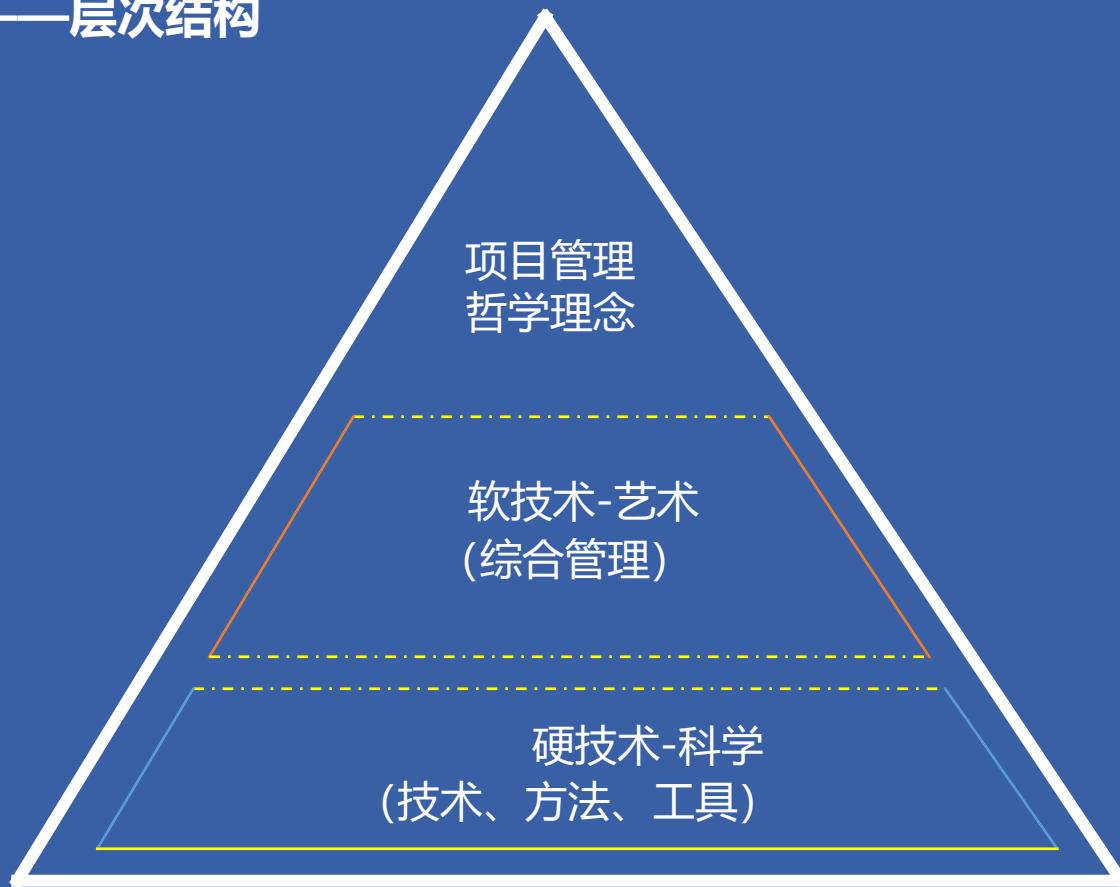 ——层次结构
项目管理
哲学理念
软技术-艺术
（综合管理）
硬技术-科学
（技术、方法、工具）